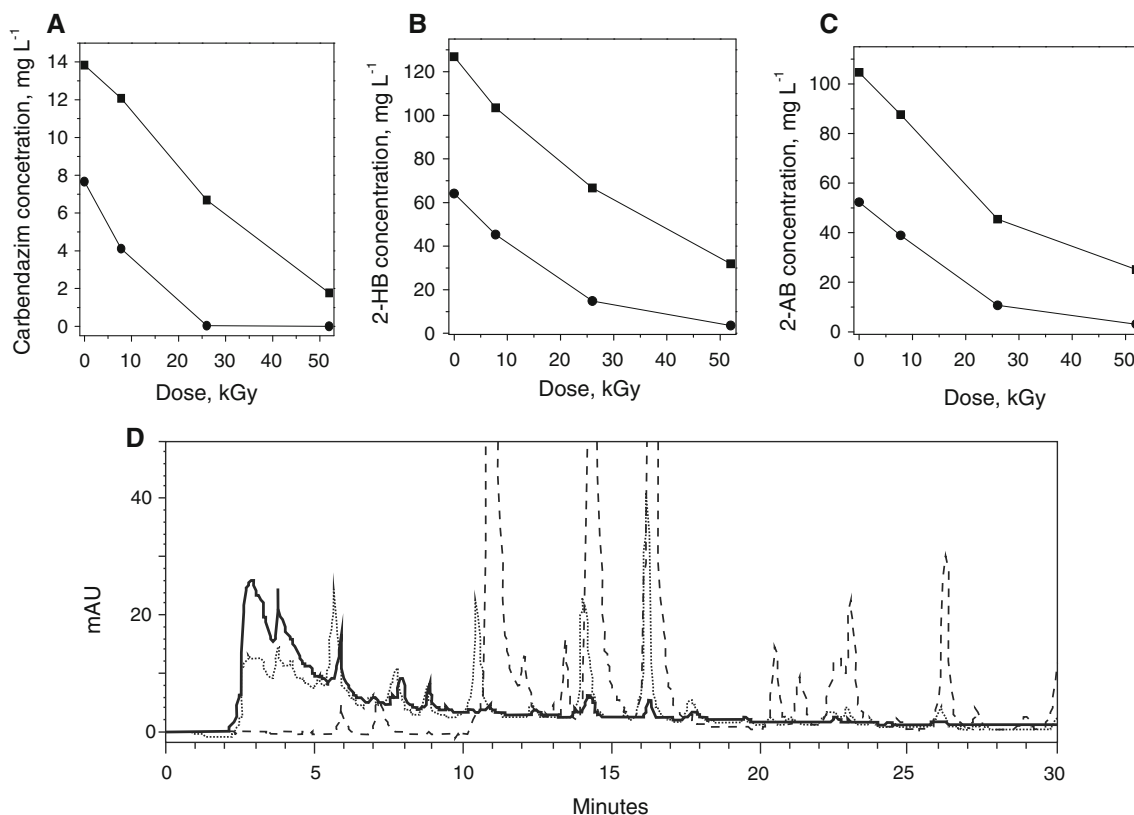 A
Carbendazim concetration, mg L⁻¹
14
12
10
8
6
4
2
0
0 10 20 30 40 50
Dose, kGy
B
2-HB concentration, mg L⁻¹
120
100
80
60
40
20
0
0 10 20 30 40 50
Dose, kGy
C
2-AB concentration, mg L⁻¹
100
80
60
40
20
0
0 10 20 30 40 50
Dose, kGy
D
mAU
40
20
0
0 5 10 15 20 25 30
Minutes